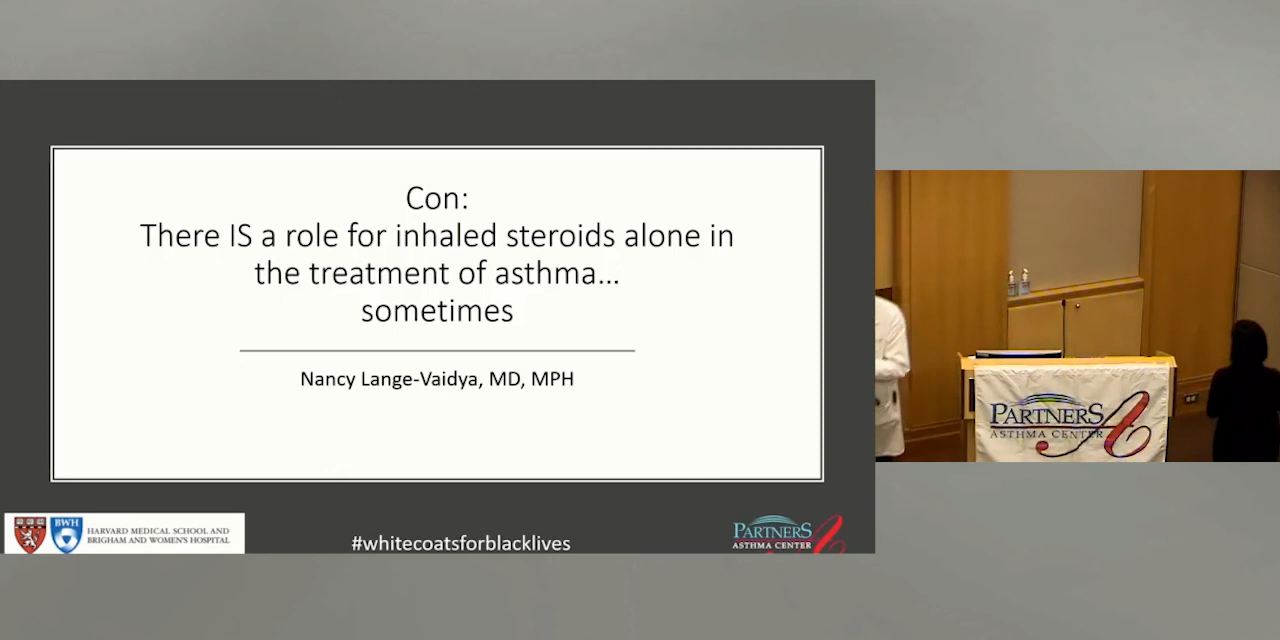 Con:
There IS a role for inhaled steroids alone in
the treatment of asthma...
sometimes
Nancy Lange-Vaidya, MD, MPH
BWH
HARVARD MEDICAL SCHOOL AND
BRIGHAM AND WOMEN'S HOSPITAL
#whitecoatsforblacklives
PARTNERS
ASTHMA CENTER
PARTNERS
ASTHMA CENTER